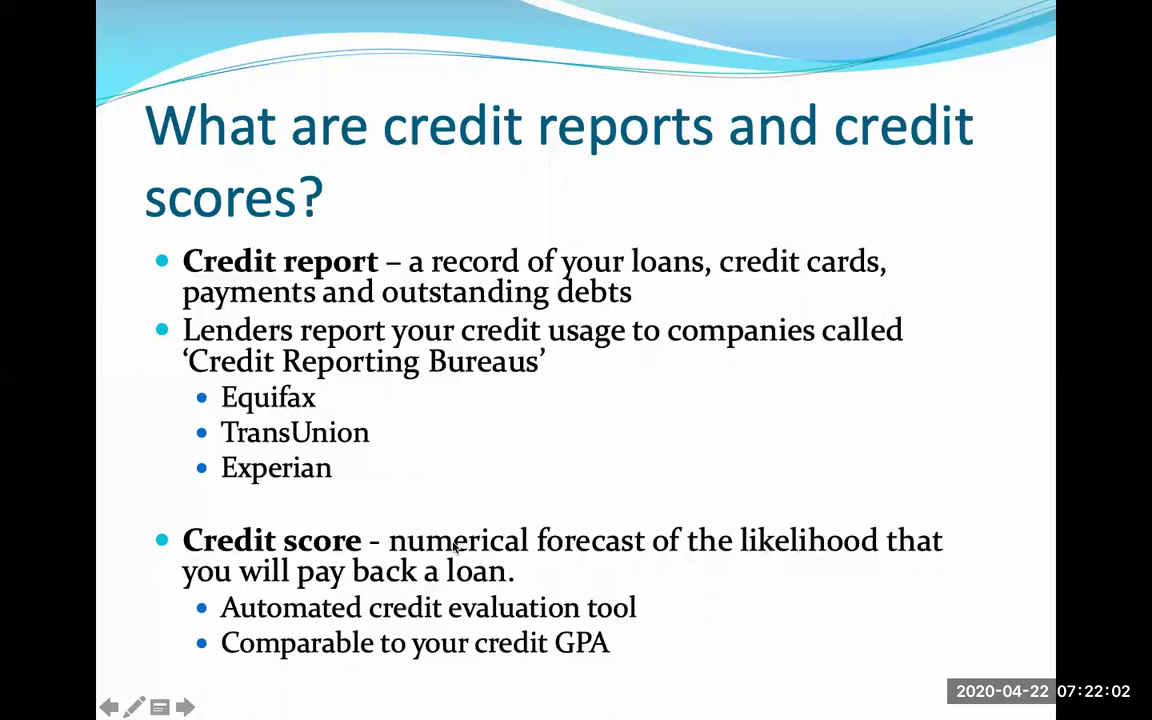 What are credit reports and credit
scores?
Credit report – a record of your loans, credit cards,
payments and outstanding debts
Lenders report your credit usage to companies called
‘Credit Reporting Bureaus’
Equifax
TransUnion
Experian
Credit score - numerical forecast of the likelihood that
you will pay back a loan.
Automated credit evaluation tool
Comparable to your credit GPA
2020-04-22 07:22:02